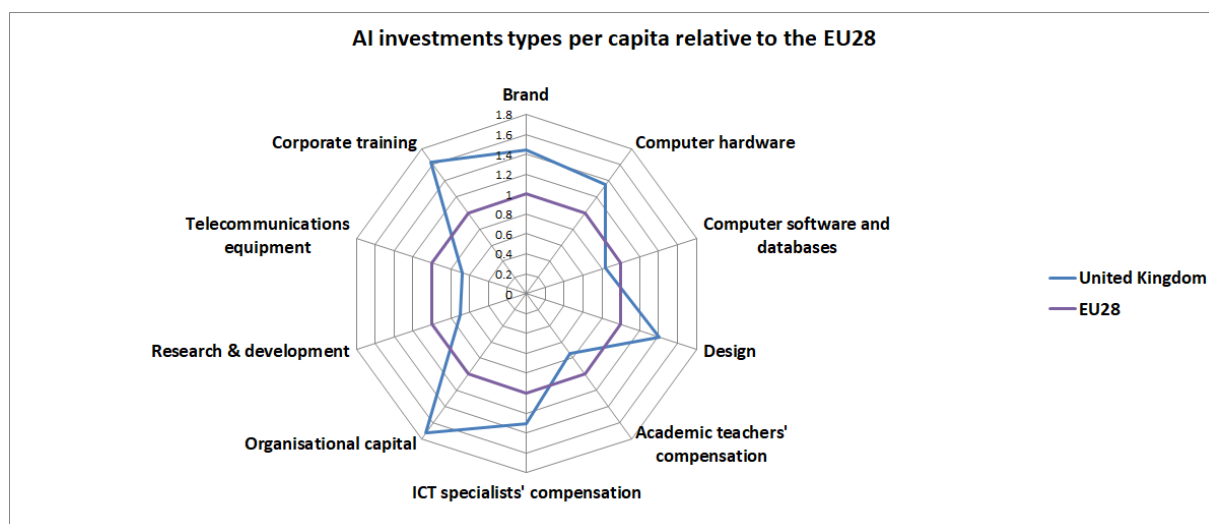 AI investments types per capita relative to the EU28
Brand
Computer hardware
Computer software and
databases
Design
Academic teachers'
compensation
ICT specialists' compensation
Organisational capital
Research & development
Telecommunications
equipment
Corporate training
1.8
1.6
1.4
1.2
1
0.8
0.6
0.4
0.2
0
United Kingdom
EU28